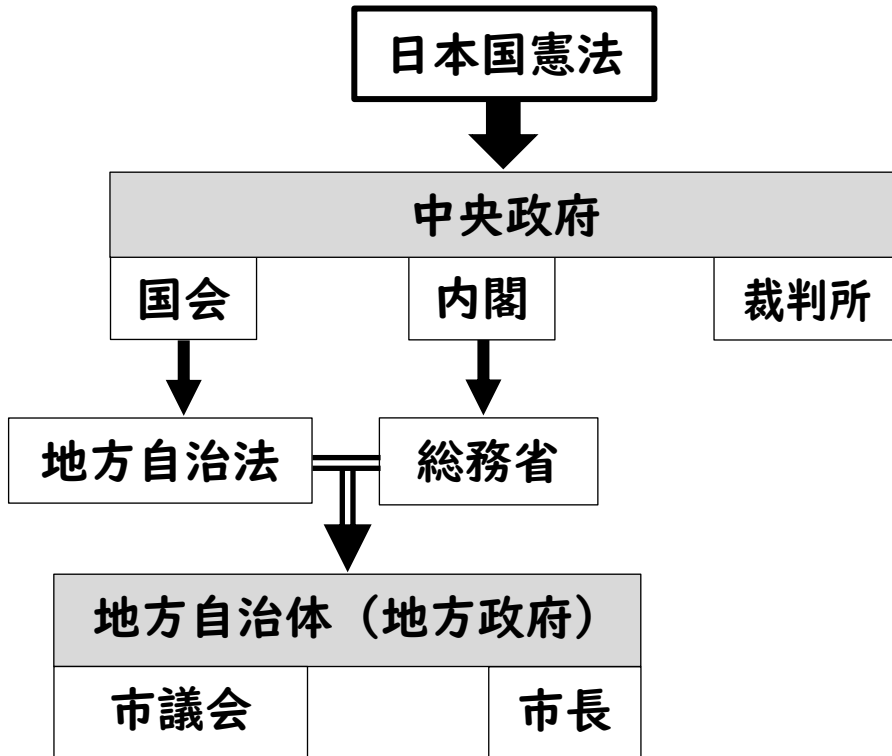 日本国憲法
中央政府
国会
内閣
裁判所
地方自治法
総務省
地方自治体（地方政府）
市議会
市長